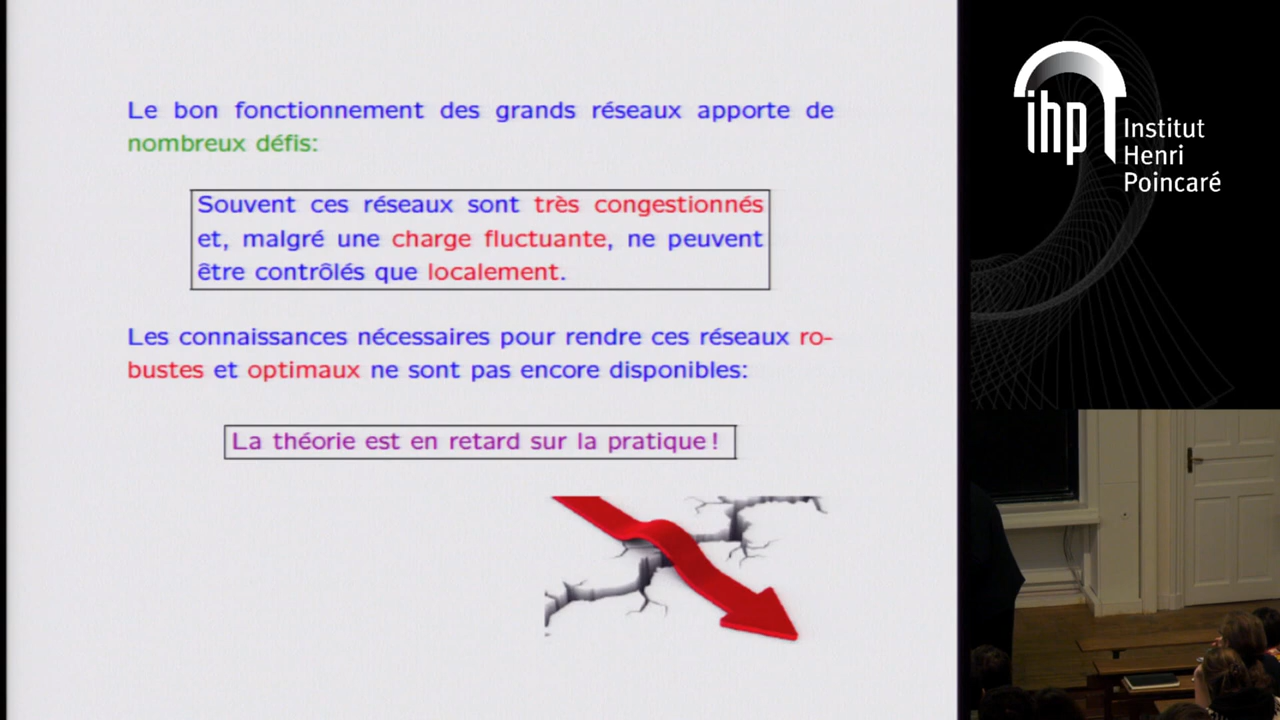 Le bon fonctionnement des grands réseaux apporte de
nombreux défis:
Souvent ces réseaux sont très congestionnés
et, malgré une charge fluctuante, ne peuvent
être contrôlés que localement.
Les connaissances nécessaires pour rendre ces réseaux ro-
bustes et optimaux ne sont pas encore disponibles:
La théorie est en retard sur la pratique !
ihp
Institut
Henri
Poincaré